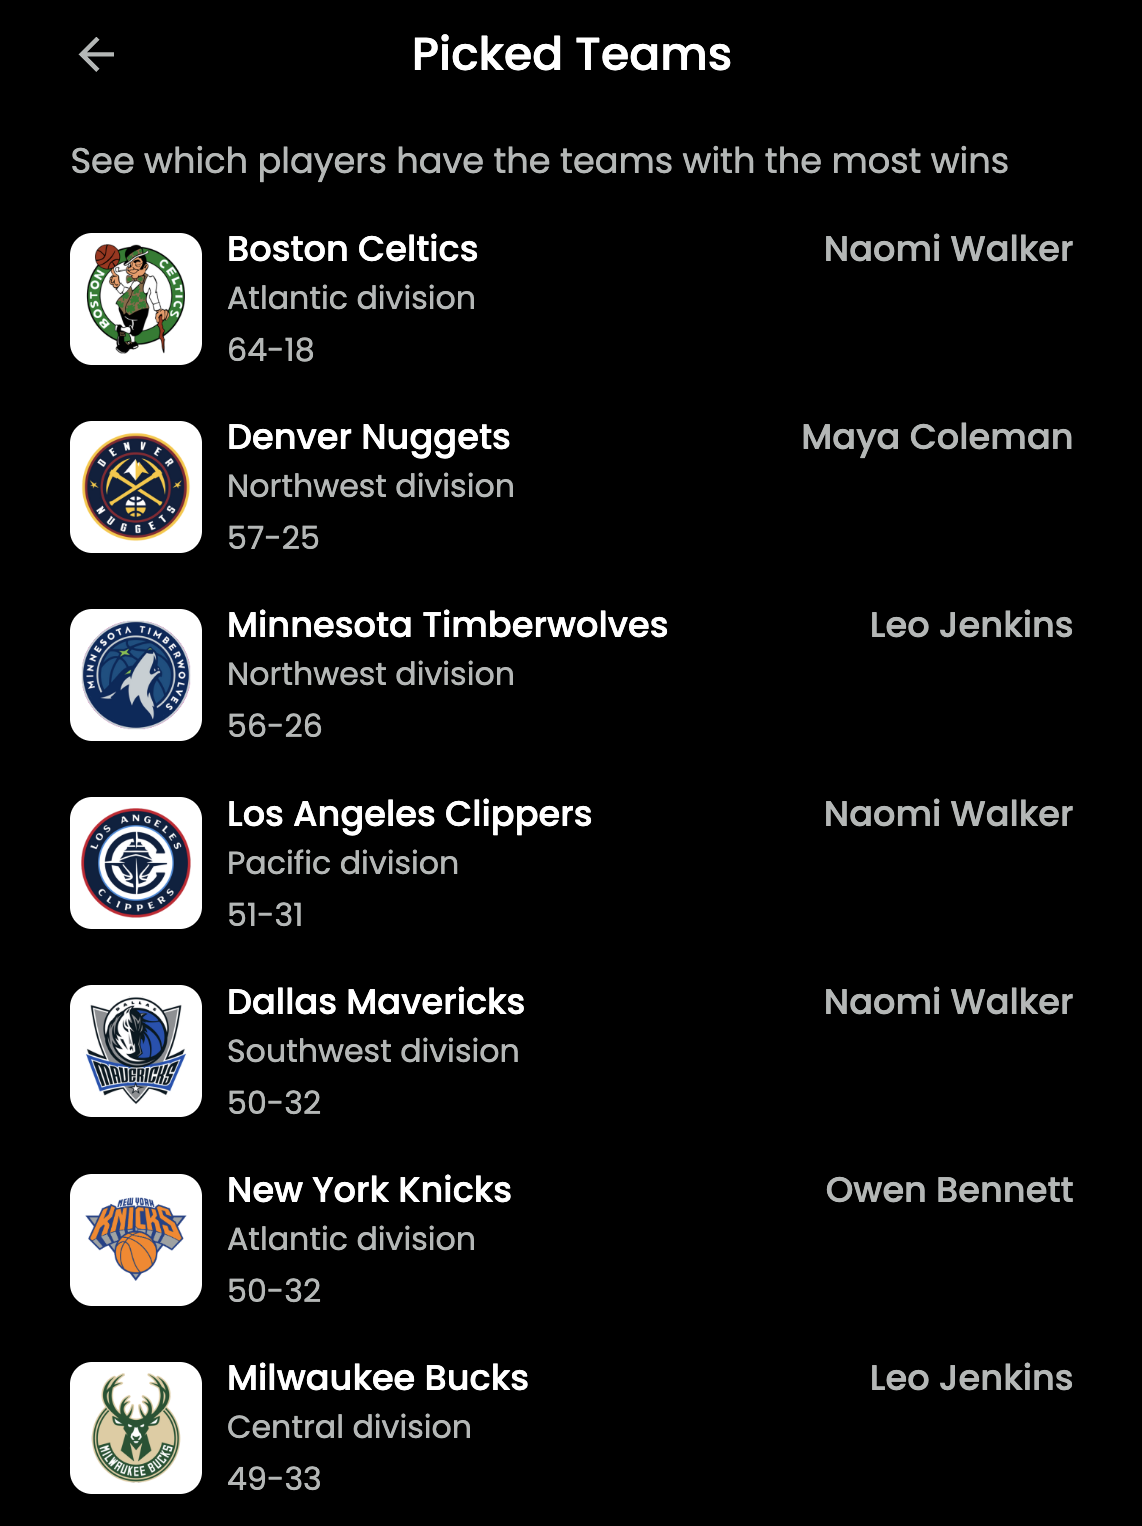 Picked Teams
See which players have the teams with the most wins
BOSTON CELTICS
Boston Celtics
Naomi Walker
Atlantic division
64-18
DENVER NUGGETS
Denver Nuggets
Maya Coleman
Northwest division
57-25
MINNESOTA TIMBERWOLVES
Minnesota Timberwolves
Leo Jenkins
Northwest division
56-26
LOS ANGELES CLIPPERS
Los Angeles Clippers
Naomi Walker
Pacific division
51-31
DALLAS
MAVERICKS
Dallas Mavericks
Naomi Walker
Southwest division
50-32
NEW YORK
KNICKS
New York Knicks
Owen Bennett
Atlantic division
50-32
MILWAUKEE BUCKS
Milwaukee Bucks
Leo Jenkins
Central division
49-33